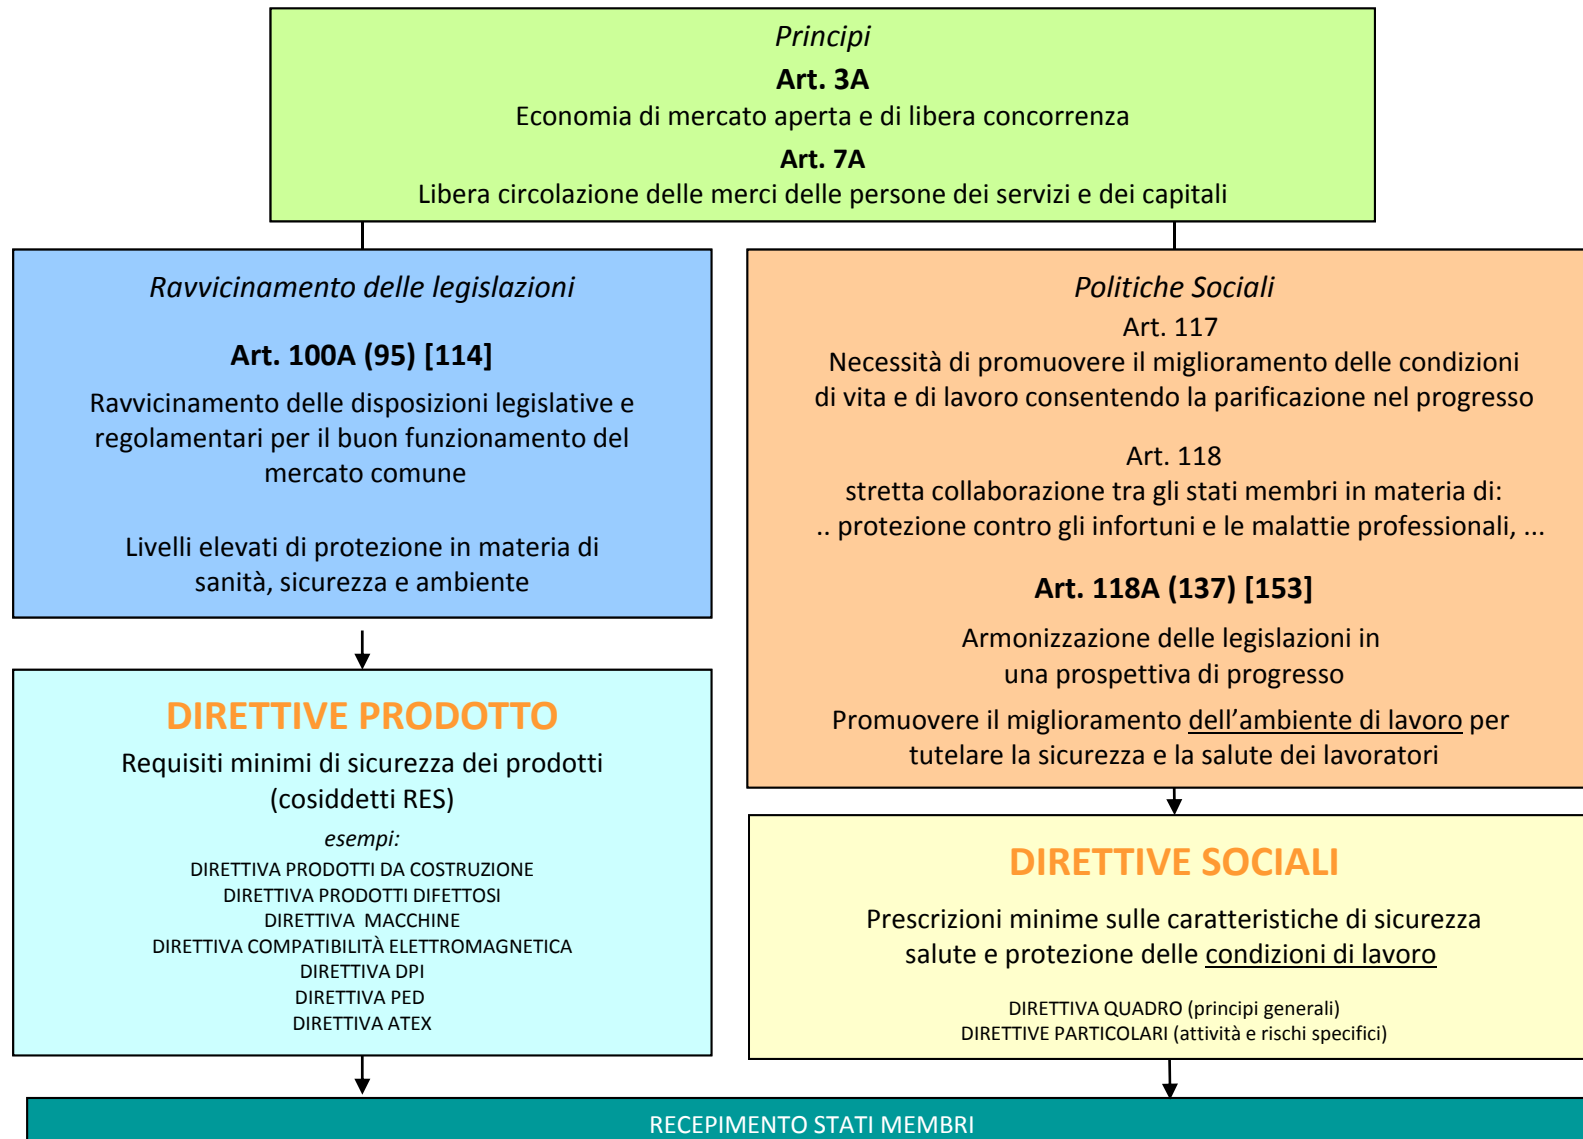 Principi
Art. 3A
Economia di mercato aperta e di libera concorrenza
Art. 7A
Libera circolazione delle merci delle persone dei servizi e dei capitali
Ravvicinamento delle legislazioni
Art. 100A (95) [114]
Ravvicinamento delle disposizioni legislative e
regolamentari per il buon funzionamento del
mercato comune
Livelli elevati di protezione in materia di
sanità, sicurezza e ambiente
Politiche Sociali
Art. 117
Necessità di promuovere il miglioramento delle condizioni
di vita e di lavoro consentendo la parificazione nel progresso
Art. 118
stretta collaborazione tra gli stati membri in materia di:
.. protezione contro gli infortuni e le malattie professionali, ...
Art. 118A (137) [153]
Armonizzazione delle legislazioni in
una prospettiva di progresso
Promuovere il miglioramento dell’ambiente di lavoro per
tutelare la sicurezza e la salute dei lavoratori
DIRETTIVE PRODOTTO
Requisiti minimi di sicurezza dei prodotti
(cosiddetti RES)
esempi:
DIRETTIVA PRODOTTI DA COSTRUZIONE
DIRETTIVA PRODOTTI DIFETTOSI
DIRETTIVA MACCHINE
DIRETTIVA COMPATIBILITÀ ELETTROMAGNETICA
DIRETTIVA DPI
DIRETTIVA PED
DIRETTIVA ATEX
DIRETTIVE SOCIALI
Prescrizioni minime sulle caratteristiche di sicurezza
salute e protezione delle condizioni di lavoro
DIRETTIVA QUADRO (principi generali)
DIRETTIVE PARTICOLARI (attività e rischi specifici)
RECEPIMENTO STATI MEMBRI